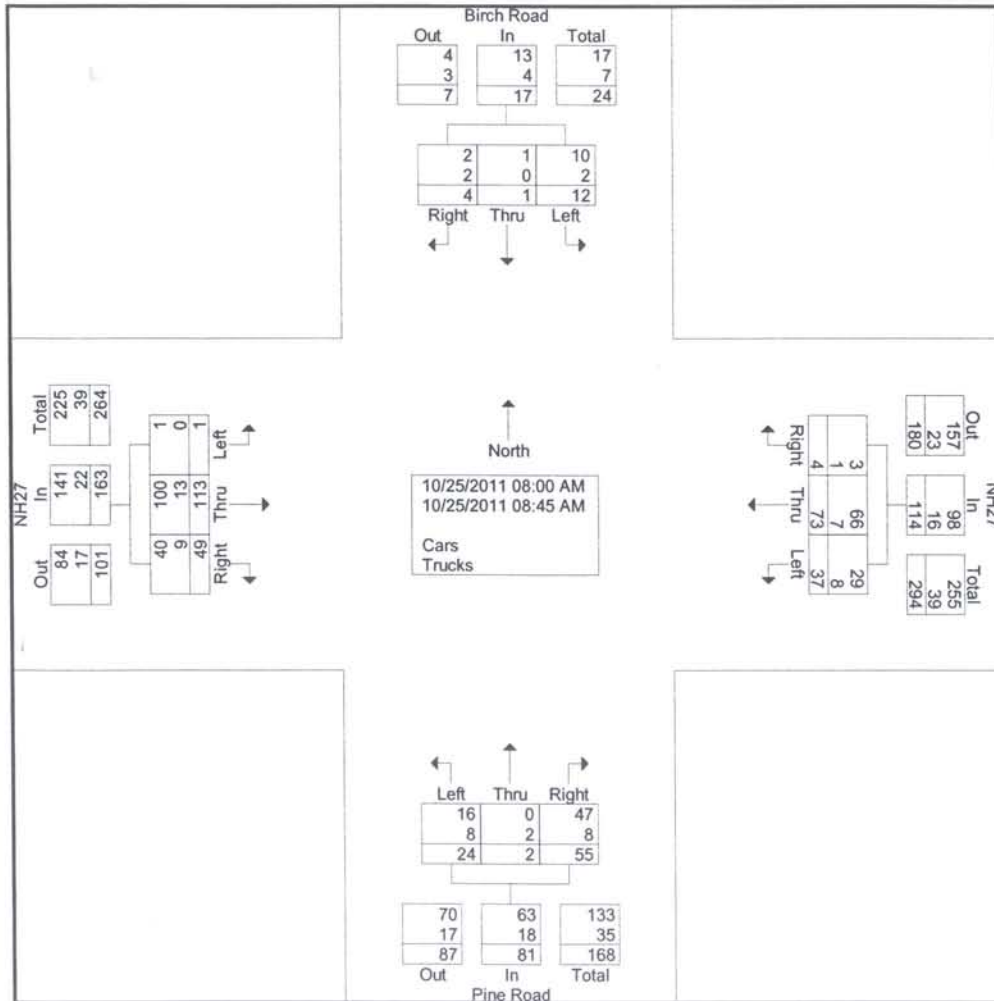 Birch Road
Out In Total
4 13 17
3 4 7
7 17 24
2 1 10
2 0 2
4 1 12
Right Thru Left
NH27
Total 225 39 264
In 141 22 163
Out 84 17 101
1 0 1 Left
100 13 113 Thru
40 9 49 Right
North
10/25/2011 08:00 AM
10/25/2011 08:45 AM
Cars
Trucks
Right 4 1 3
Thru 73 7 66
Left 37 8 29
Out 180 23 157
In 114 16 98
Total 294 39 255
NH27
Left Thru Right
16 0 47
8 2 8
24 2 55
70 63 133
17 18 35
87 81 168
Out In Total
Pine Road